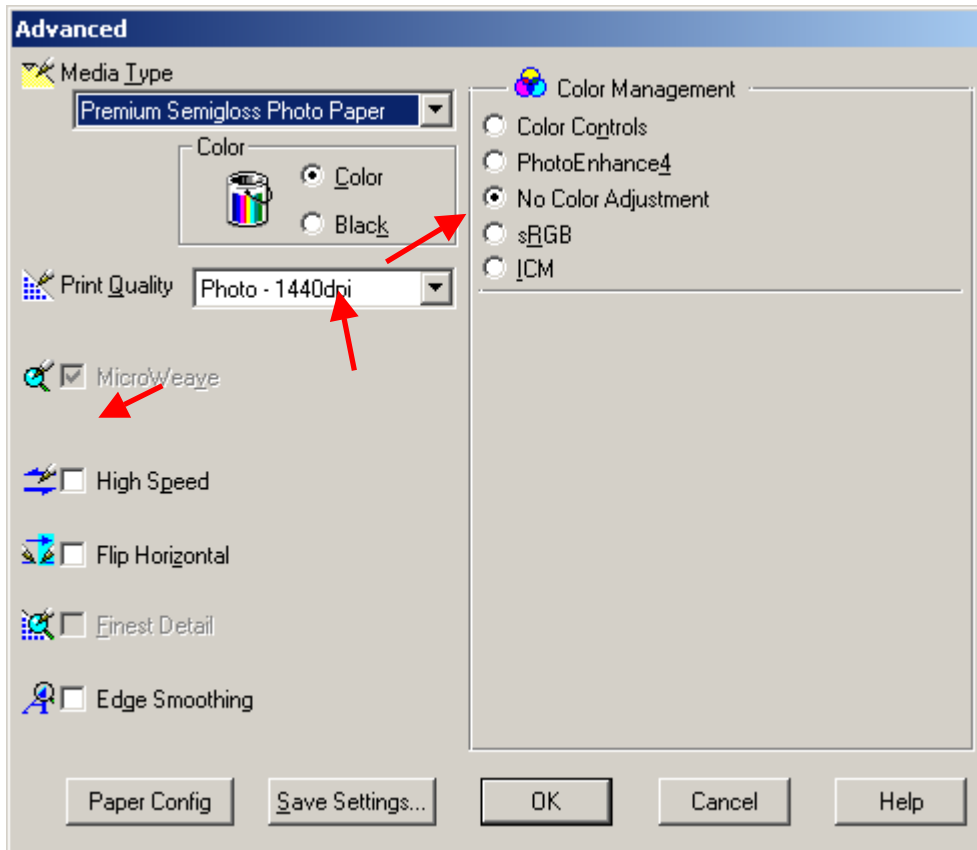 Advanced
Media Type
Premium Semigloss Photo Paper
Color
Color
Black
Print Quality
Photo - 1440dpi
MicroWeave
High Speed
Flip Horizontal
Finest Detail
Edge Smoothing
Color Management
Color Controls
PhotoEnhance4
No Color Adjustment
sRGB
ICM
Paper Config
Save Settings...
OK
Cancel
Help